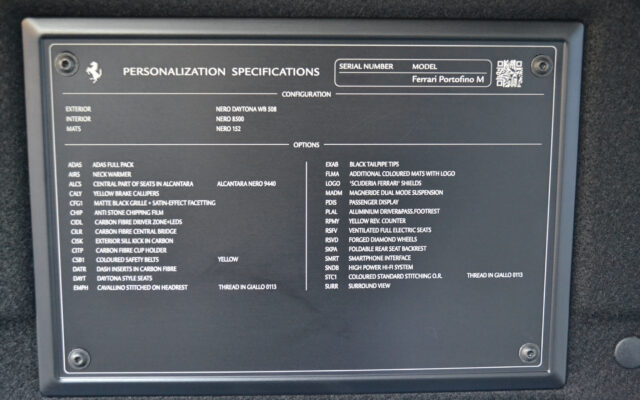 PERSONALIZATION SPECIFICATIONS
SERIAL NUMBER MODEL
Ferrari Portofino M
CONFIGURATION
EXTERIOR NERO DAYTONA WB 508
INTERIOR NERO 8500
MATS NERO 152
OPTIONS
ADAS ADAS FULL PACK
AIRS NECK WARMER
ALCS CENTRAL PART OF SEATS IN ALCANTARA ALCANTARA NERO 9440
CALY YELLOW BRAKE CALLIPERS
CFG1 MATTE BLACK GRILLE + SATIN-EFFECT FACETTING
CHIP ANTI STONE CHIPPING FILM
CIDL CARBON FIBRE DRIVER ZONE+LEDS
CILR CARBON FIBRE CENTRAL BRIDGE
CISK EXTERIOR SILL KICK IN CARBON
CITP CARBON FIBRE CUP HOLDER
CSB1 COLOURED SAFETY BELTS YELLOW
DATR DASH INSERTS IN CARBON FIBRE
DAYT DAYTONA STYLE SEATS
EMPH CAVALLINO STITCHED ON HEADREST THREAD IN GIALLO 0113
EXAB BLACK TAILPIPE TIPS
FLMA ADDITIONAL COLOURED MATS WITH LOGO
LOGO "SCUDERIA FERRARI" SHIELDS
MADM MAGNERIDE DUAL MODE SUSPENSION
PDIS PASSENGER DISPLAY
PLAL ALUMINIUM DRIVER&PASS.FOOTREST
RPMY YELLOW REV. COUNTER
RSFV VENTILATED FULL ELECTRIC SEATS
RSVD FORGED DIAMOND WHEELS
SKPA FOLDABLE REAR SEAT BACKREST
SMRT SMARTPHONE INTERFACE
SNDB HIGH POWER HI-FI SYSTEM
STC1 COLOURED STANDARD STITCHING O.R. THREAD IN GIALLO 0113
SURR SURROUND VIEW